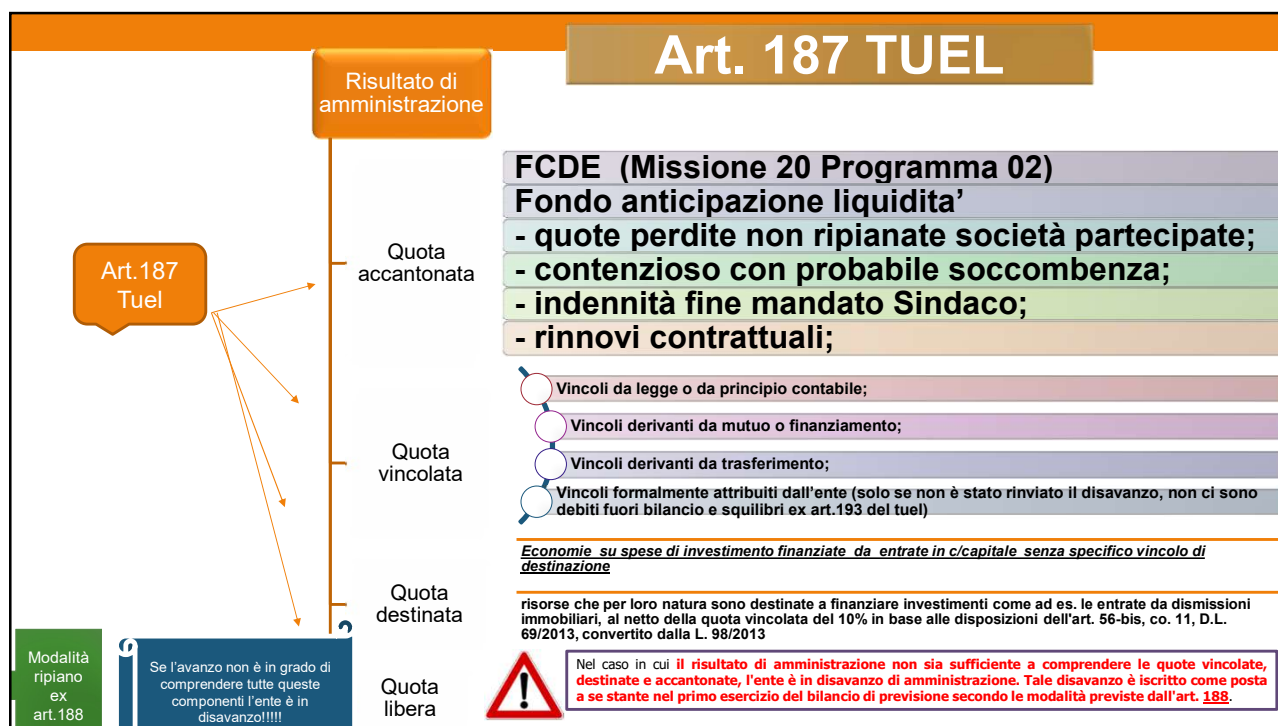 Art. 187 TUEL
Risultato di
amministrazione
Art.187
Tuel
Quota
accantonata
FCDE (Missione 20 Programma 02)
Fondo anticipazione liquidita’
- quote perdite non ripianate società partecipate;
- contenzioso con probabile soccombenza;
- indennità fine mandato Sindaco;
- rinnovi contrattuali;
Quota
vincolata
Vincoli da legge o da principio contabile;
Vincoli derivanti da mutuo o finanziamento;
Vincoli derivanti da trasferimento;
Vincoli formalmente attribuiti dall’ente (solo se non è stato rinviato il disavanzo, non ci sono
debiti fuori bilancio e squilibri ex art.193 del tuel)
Quota
destinata
Economie su spese di investimento finanziate da entrate in c/capitale senza specifico vincolo di
destinazione
risorse che per loro natura sono destinate a finanziare investimenti come ad es. le entrate da dismissioni
immobiliari, al netto della quota vincolata del 10% in base alle disposizioni dell'art. 56-bis, co. 11, D.L.
69/2013, convertito dalla L. 98/2013
Modalità
ripiano
ex
art.188
Se l’avanzo non è in grado di
comprendere tutte queste
componenti l’ente è in
disavanzo!!!!!
Quota
libera
Nel caso in cui il risultato di amministrazione non sia sufficiente a comprendere le quote vincolate,
destinate e accantonate, l'ente è in disavanzo di amministrazione. Tale disavanzo è iscritto come posta
a se stante nel primo esercizio del bilancio di previsione secondo le modalità previste dall'art. 188.